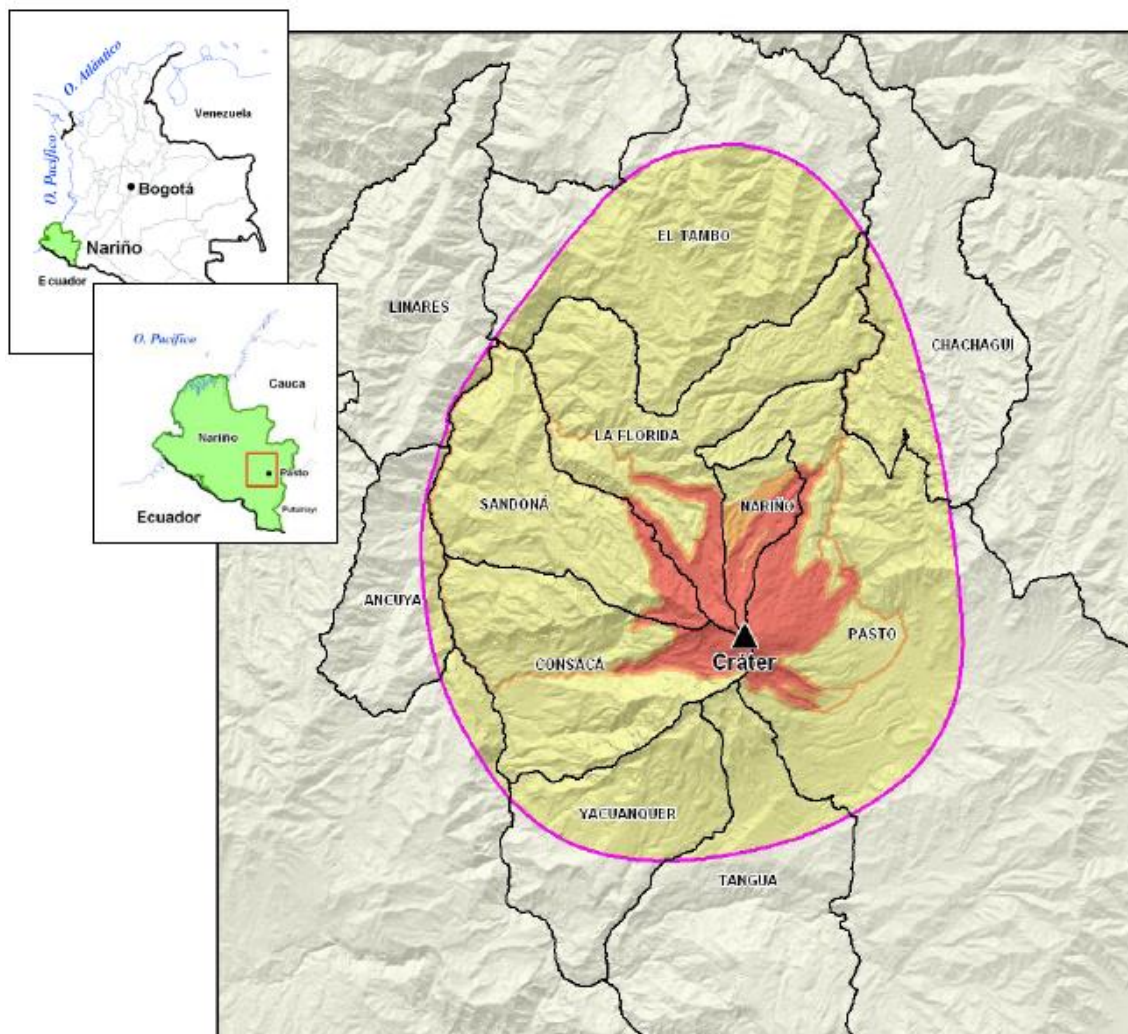 O. Atlántico
Venezuela
O. Pacífico
Bogotá
Nariño
Ecuador
O. Pacífico
Cauca
Nariño
Pasto
Putumayo
Ecuador
EL TAMBO
LINARES
CHACHAGUI
LA FLORIDA
SANDONÁ
NARIÑO
ANCUYA
PASTO
CONSACÁ
Cráter
YACUANQUER
TANGUA